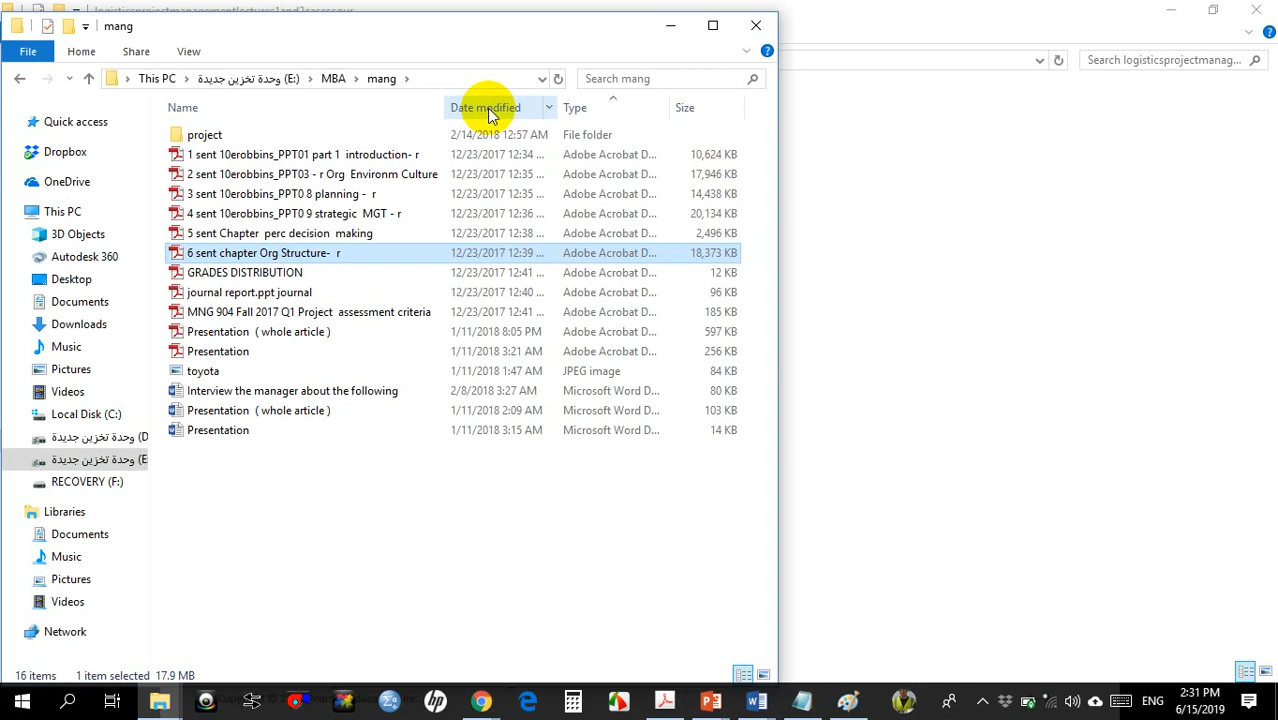 logisticsprojectmanagementlectures1and2casesour
mang
File
Home
Share
View
This PC
وحدة تخزين جديدة (E:)
MBA
mang
Search mang
Search logisticsprojectmanag...
Name
Date modified
Type
Size
project 2/14/2018 12:57 AM File folder
1 sent 10erobbins_PPT01 part 1 introduction- r 12/23/2017 12:34 ... Adobe Acrobat D... 10,624 KB
2 sent 10erobbins_PPT03 - r Org Environm Culture 12/23/2017 12:35 ... Adobe Acrobat D... 17,946 KB
3 sent 10erobbins_PPT0 8 planning - r 12/23/2017 12:35 ... Adobe Acrobat D... 14,438 KB
4 sent 10erobbins_PPT0 9 strategic MGT - r 12/23/2017 12:36 ... Adobe Acrobat D... 20,134 KB
5 sent Chapter perc decision making 12/23/2017 12:38 ... Adobe Acrobat D... 2,496 KB
6 sent chapter Org Structure- r 12/23/2017 12:39 ... Adobe Acrobat D... 18,373 KB
GRADES DISTRIBUTION 12/23/2017 12:41 ... Adobe Acrobat D... 12 KB
journal report.ppt journal 12/23/2017 12:40 ... Adobe Acrobat D... 96 KB
MNG 904 Fall 2017 Q1 Project assessment criteria 12/23/2017 12:41 ... Adobe Acrobat D... 185 KB
Presentation ( whole article ) 1/11/2018 8:05 PM Adobe Acrobat D... 597 KB
Presentation 1/11/2018 3:21 AM Adobe Acrobat D... 256 KB
toyota 1/11/2018 1:47 AM JPEG image 84 KB
Interview the manager about the following 2/8/2018 3:27 AM Microsoft Word D... 80 KB
Presentation ( whole article ) 1/11/2018 2:09 AM Microsoft Word D... 103 KB
Presentation 1/11/2018 3:15 AM Microsoft Word D... 14 KB
Quick access
Dropbox
OneDrive
This PC
3D Objects
Autodesk 360
Desktop
Documents
Downloads
Music
Pictures
Videos
Local Disk (C:)
وحدة تخزين جديدة (D
وحدة تخزين جديدة (E
RECOVERY (F:)
Libraries
Documents
Music
Pictures
Videos
Network
16 items
1 item selected 17.9 MB
ENG
2:31 PM
6/15/2019